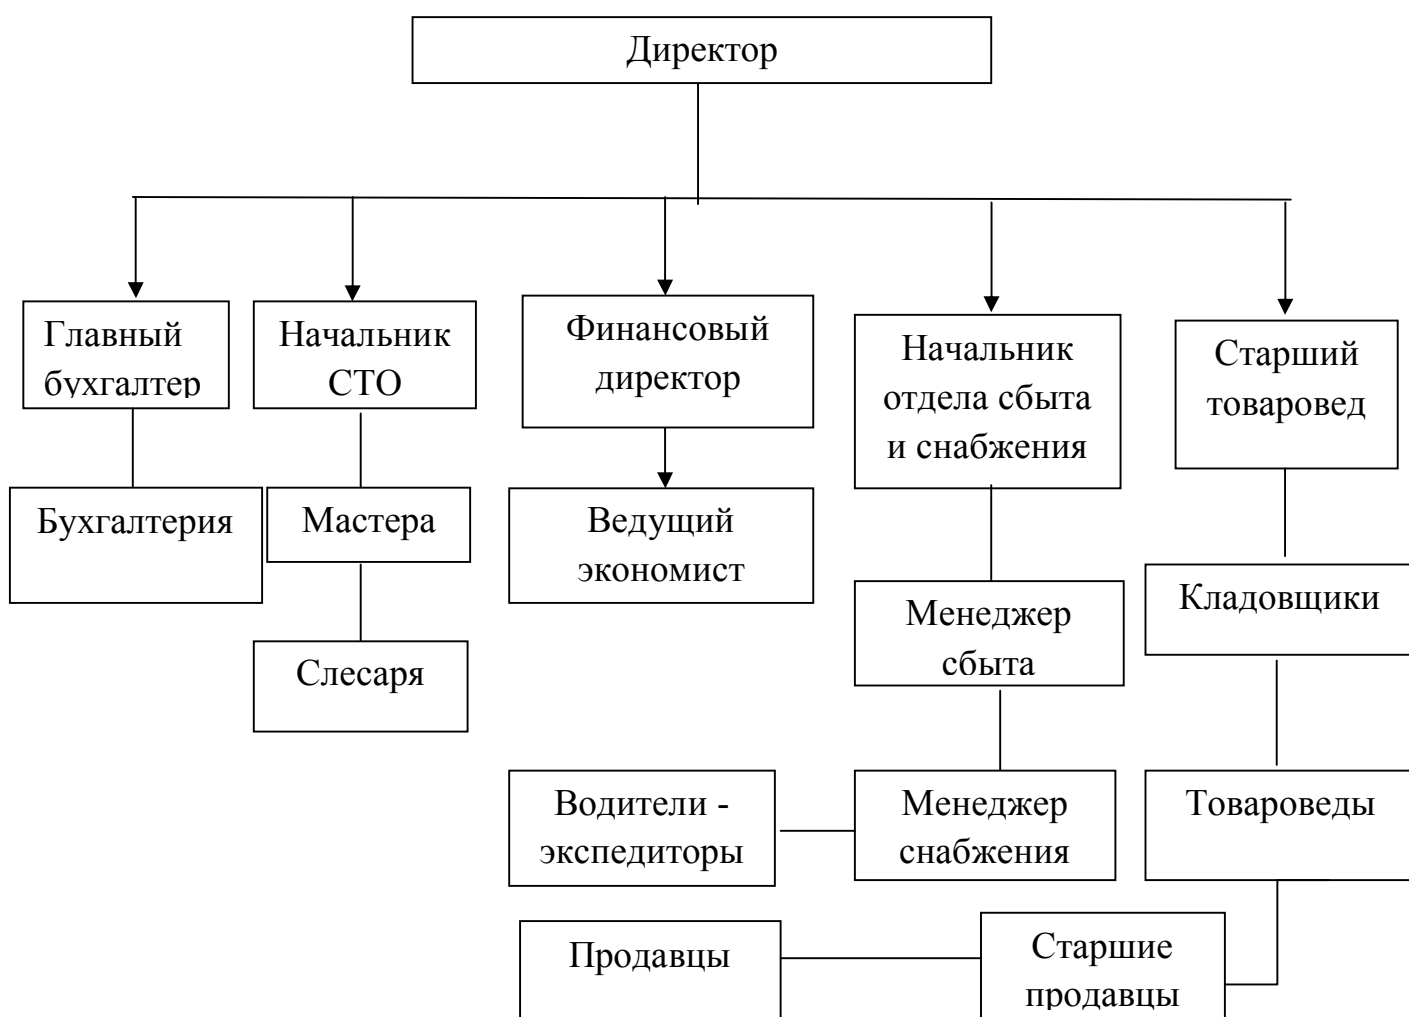 Директор
Главный
бухгалтер
Начальник
СТО
Финансовый
директор
Начальник
отдела сбыта
и снабжения
Старший
товаровед
Бухгалтерия
Мастера
Ведущий
экономист
Кладовщики
Менеджер
сбыта
Слесаря
Водители -
экспедиторы
Менеджер
снабжения
Товароведы
Продавцы
Старшие
продавцы